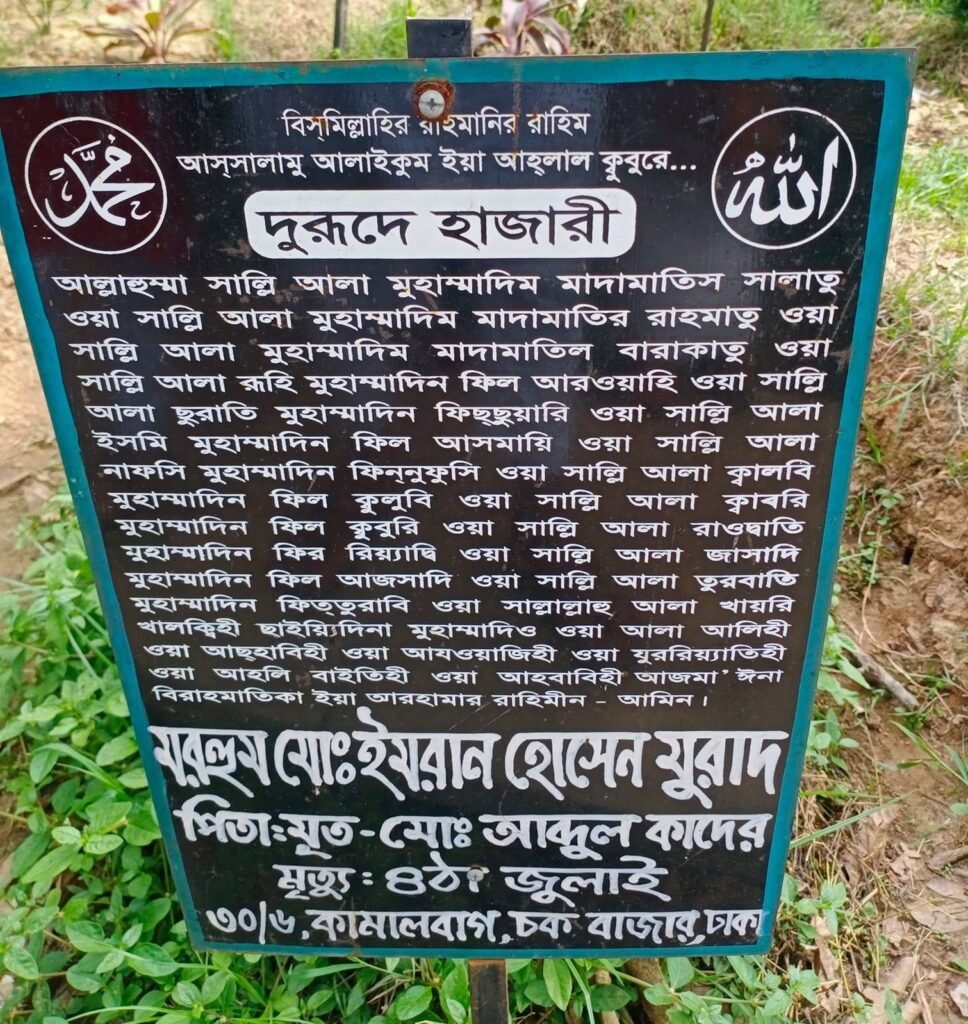 বিস্‌মিল্লাহির রাহমানির রাহিম
আস্‌সালামু আলাইকুম ইয়া আহ্‌লাল ক্বুবুরে...
محمد
الله
দুরূদে হাজারী
আল্লাহুম্মা সাল্লি আলা মুহাম্মাদিম মাদামাতিস সালাতু
ওয়া সাল্লি আলা মুহাম্মাদিম মাদামাতির রাহমাতু ওয়া
সাল্লি আলা মুহাম্মাদিম মাদামাতিল বারাকাতু ওয়া
সাল্লি আলা রূহি মুহাম্মাদিন ফিল আরওয়াহি ওয়া সাল্লি
আলা ছুরাতি মুহাম্মাদিন ফিছ্ছুয়ারি ওয়া সাল্লি আলা
ইসমি মুহাম্মাদিন ফিল আসমায়ি ওয়া সাল্লি আলা
নাফসি মুহাম্মাদিন ফিন্‌নুফুসি ওয়া সাল্লি আলা ক্বালবি
মুহাম্মাদিন ফিল ক্বুলুবি ওয়া সাল্লি আলা ক্বাবরি
মুহাম্মাদিন ফিল ক্বুবুরি ওয়া সাল্লি আলা রাওদ্বাতি
মুহাম্মাদিন ফির রিয়্যাদ্বি ওয়া সাল্লি আলা জাসাদি
মুহাম্মাদিন ফিল আজসাদি ওয়া সাল্লি আলা তুরবাতি
মুহাম্মাদিন ফিত্‌তুরাবি ওয়া সাল্লাল্লাহু আলা খায়রি
খালক্বিহী ছাইয়্যিদিনা মুহাম্মাদিও ওয়া আলা আলিহী
ওয়া আছ্‌হাবিহী ওয়া আযওয়াজিহী ওয়া যুররিয়্যাতিহী
ওয়া আহলি বাইতিহী ওয়া আহবাবিহী আজমা'ঈনা
বিরাহমাতিকা ইয়া আরহামার রাহিমীন - আমিন।
মরহুম মোঃ ইমরান হোসেন মুরাদ
পিতা: মৃত - মোঃ আব্দুল কাদের
মৃত্যু : ৪ঠা জুলাই
৩০/৬, কামালবাগ, চক বাজার, ঢাকা